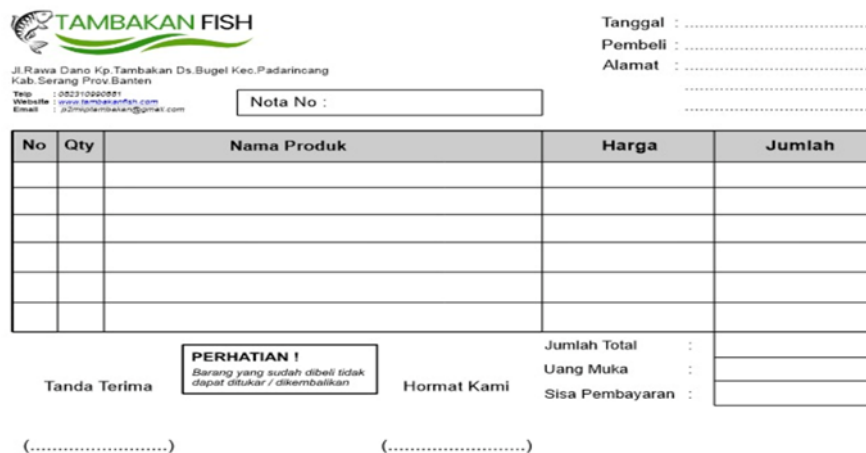 TAMBAKAN FISH
Jl.Rawa Dano Kp.Tambakan Ds.Bugel Kec.Padarincang
Kab.Serang Prov.Banten
Telp : 082310990881
Website : www.tambakanfish.com
Email :
Nota No :
Tanggal :
Pembeli :
Alamat :
No Qty Nama Produk Harga Jumlah
PERHATIAN !
Barang yang sudah dibeli tidak
dapat ditukar / dikembalikan
Tanda Terima
Hormat Kami
Jumlah Total :
Uang Muka :
Sisa Pembayaran :
(.........................)
(.........................)